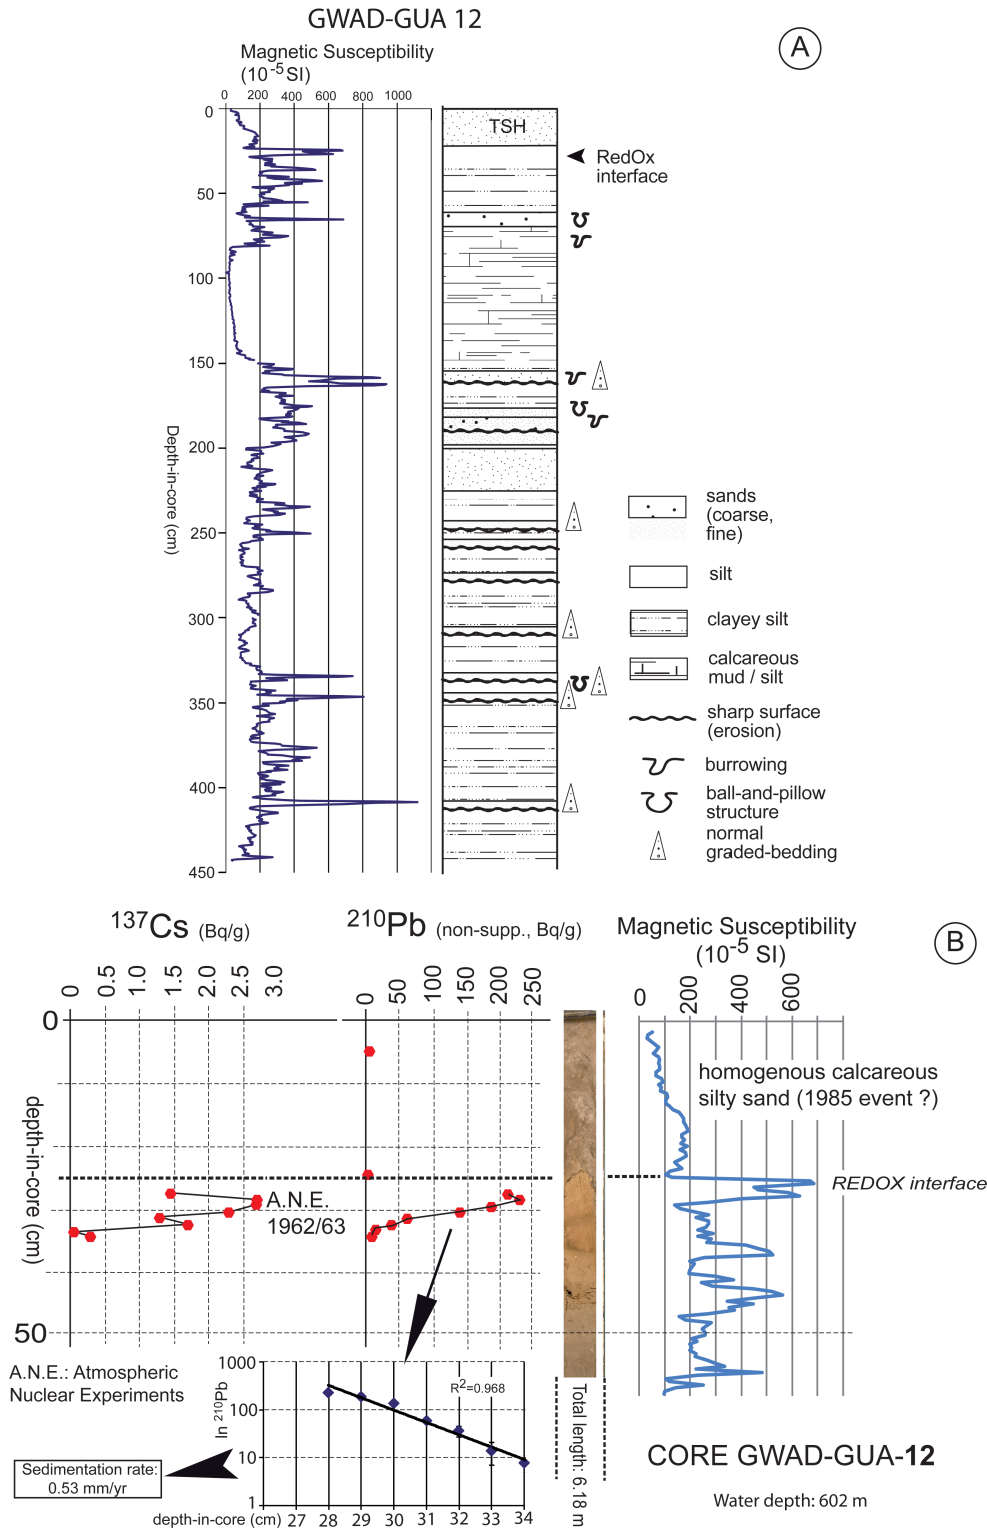 GWAD-GUA 12
Magnetic Susceptibility
(10-5 SI)
A
0 200 400 600 800 1000
0
50
100
150
200
250
300
350
400
450
Depth-in-core (cm)
TSH
RedOx
interface
sands
(coarse,
fine)
silt
clayey silt
calcareous
mud / silt
sharp surface
(erosion)
burrowing
ball-and-pillow
structure
normal
graded-bedding
137Cs (Bq/g)
210Pb (non-supp., Bq/g)
Magnetic Susceptibility
(10-5 SI)
B
0 0.5 1.0 1.5 2.0 2.5 3.0
0 50 100 150 200 250
0 200 400 600
0
50
depth-in-core (cm)
A.N.E.
1962/63
homogenous calcareous
silty sand (1985 event ?)
REDOX interface
A.N.E.: Atmospheric
Nuclear Experiments
ln 210Pb
1000
100
10
1
R2=0.968
depth-in-core (cm) 27 28 29 30 31 32 33 34
Sedimentation rate:
0.53 mm/yr
Total length: 6.18 m
CORE GWAD-GUA-12
Water depth: 602 m